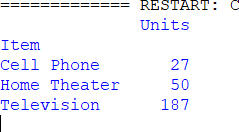 ============= RESTART: C
Units
Item
Cell Phone 27
Home Theater 50
Television 187